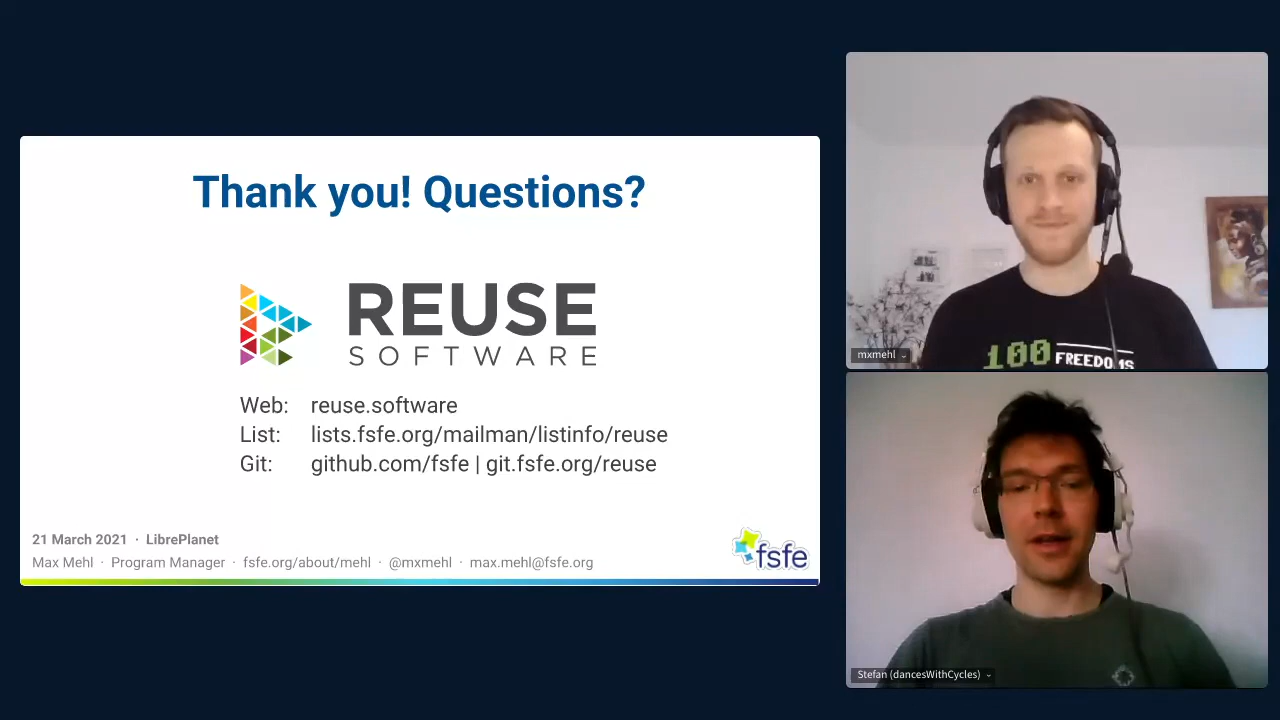 Thank you! Questions?
REUSE
SOFTWARE
Web: reuse.software
List: lists.fsfe.org/mailman/listinfo/reuse
Git: github.com/fsfe | git.fsfe.org/reuse
21 March 2021 · LibrePlanet
Max Mehl · Program Manager · fsfe.org/about/mehl · @mxmehl · max.mehl@fsfe.org
fsfe
100 FREEDOMS
mxmehl
Stefan (dancesWithCycles)